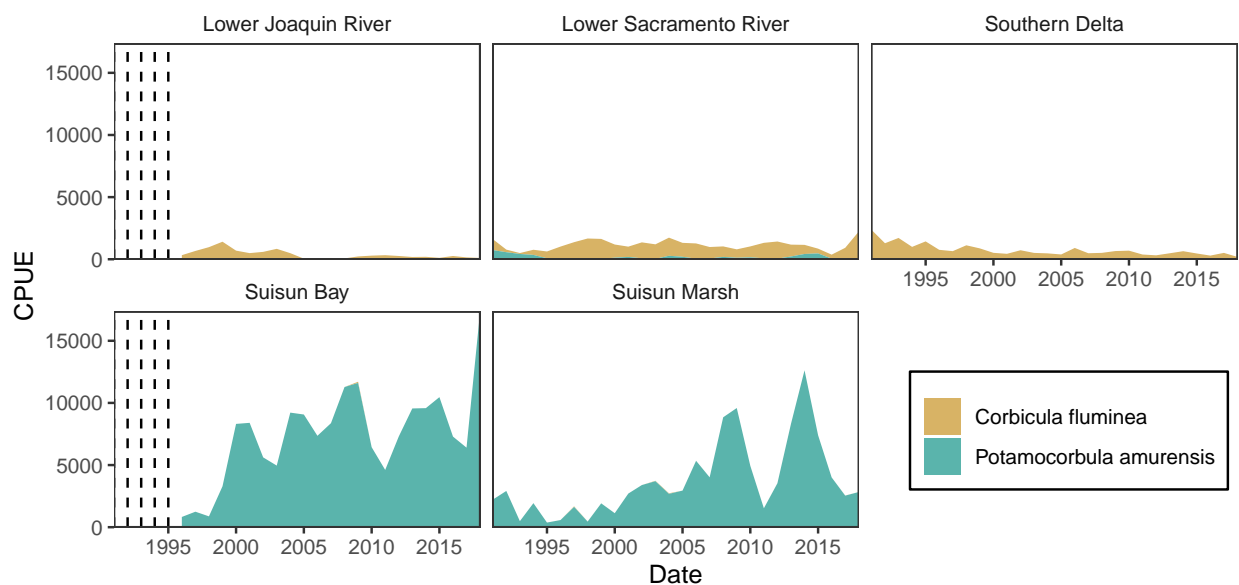 Lower Joaquin River
Lower Sacramento River
Southern Delta
15000
10000
5000
0
1995 2000 2005 2010 2015
Suisun Bay
Suisun Marsh
CPUE
15000
10000
5000
0
Corbicula fluminea
Potamocorbula amurensis
1995 2000 2005 2010 2015
1995 2000 2005 2010 2015
Date